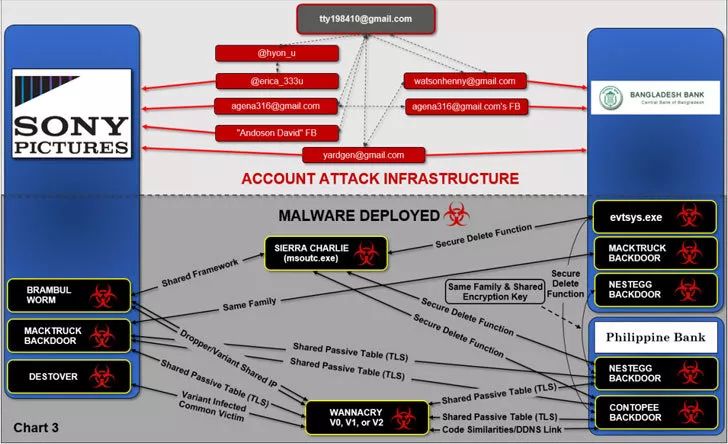 tty198410@gmail.com
@hyon_u
@erica_333u
watsonhenny@gmail.com
agena316@gmail.com
agena316@gmail.com's FB
"Andoson David" FB
yardgen@gmail.com
SONY
PICTURES
BANGLADESH BANK
Central Bank of Bangladesh
ACCOUNT ATTACK INFRASTRUCTURE
MALWARE DEPLOYED
evtsys.exe
Secure Delete Function
SIERRA CHARLIE
(msoutc.exe)
MACKTRUCK
BACKDOOR
Shared Framework
Secure
Delete
Function
NESTEGG
BACKDOOR
Same Family & Shared
Encryption Key
BRAMBUL
WORM
Same Family
Secure Delete Function
Secure Delete Function
Philippine Bank
MACKTRUCK
BACKDOOR
Dropper/Variant Shared IP
Shared Passive Table (TLS)
Shared Passive Table (TLS)
NESTEGG
BACKDOOR
DESTOVER
Shared Passive Table (TLS)
Variant Infected
Common Victim
WANNACRY
V0, V1, or V2
Shared Passive Table (TLS)
Shared Passive Table (TLS)
Code Similarities/DDNS Link
CONTOPEE
BACKDOOR
Chart 3